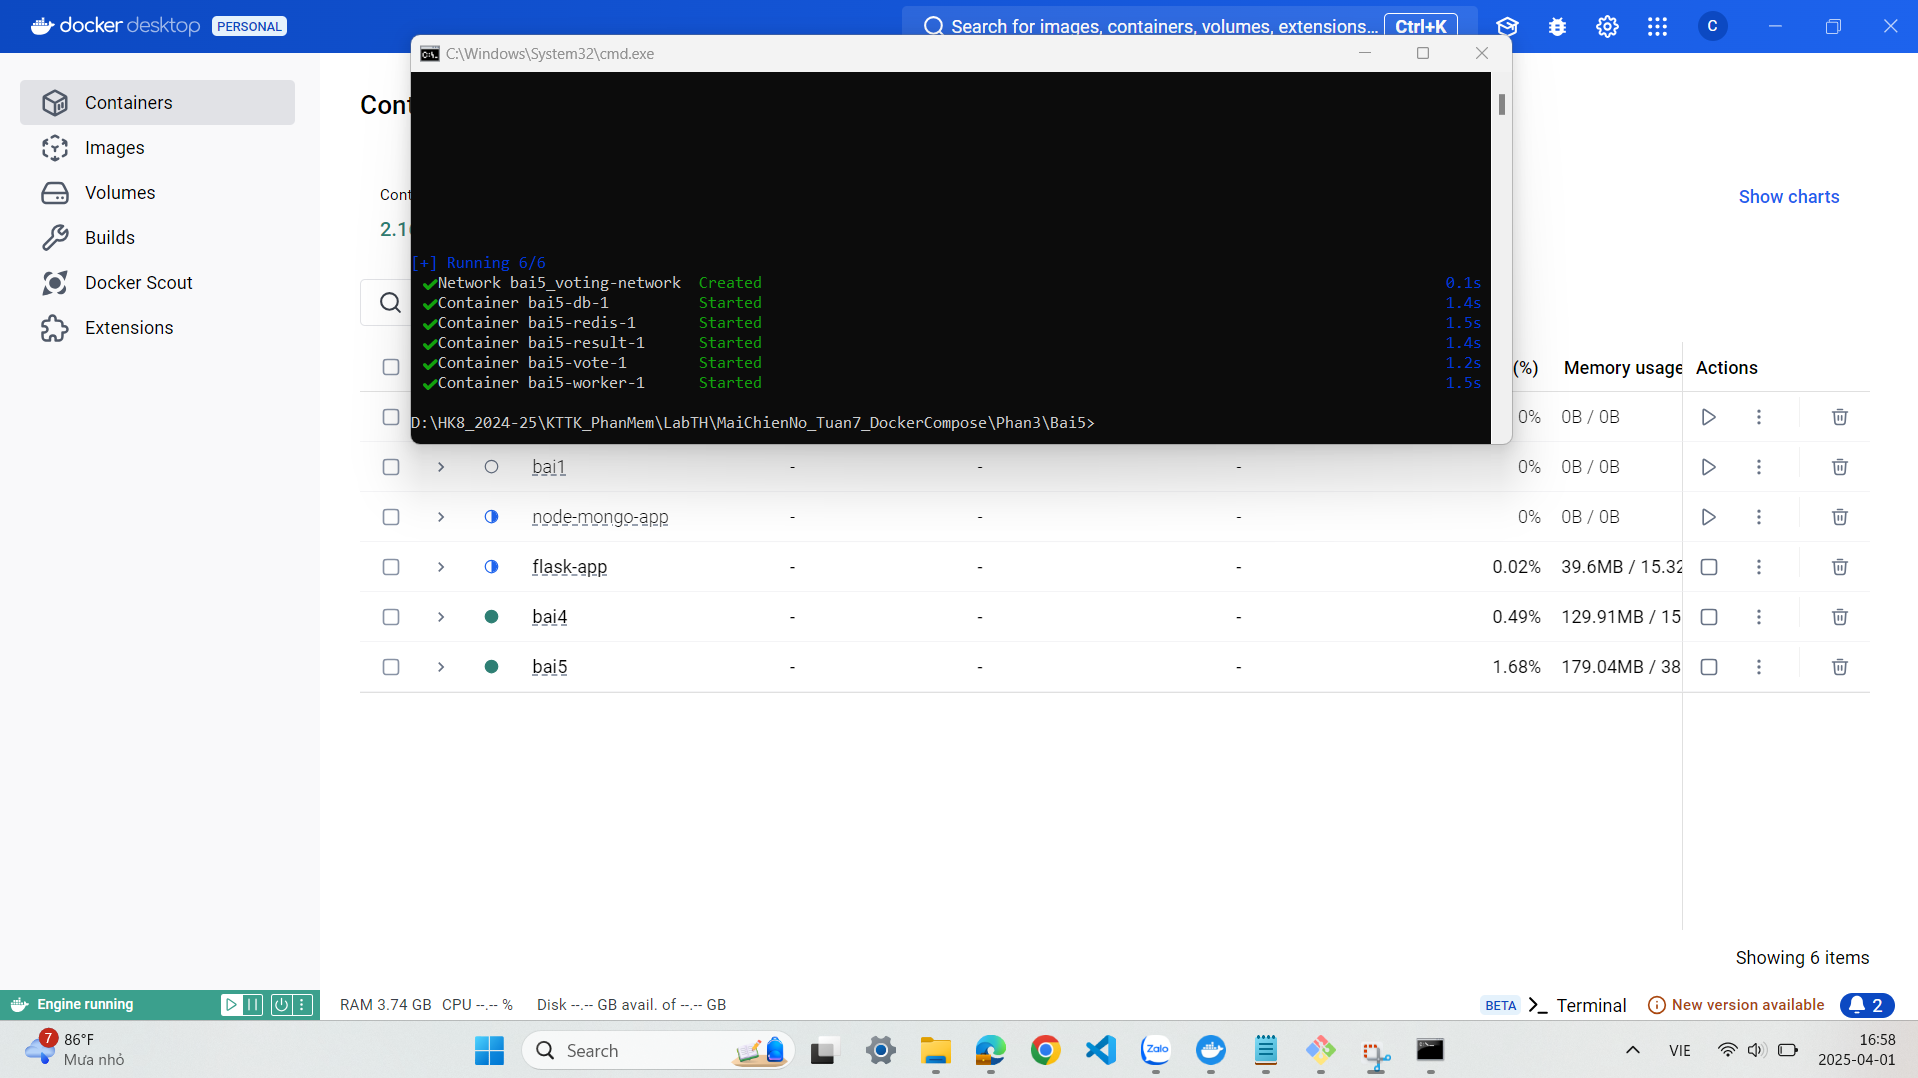 docker desktop PERSONAL
Search for images, containers, volumes, extensions... Ctrl+K
C
C:\Windows\System32\cmd.exe
Containers
Images
Volumes
Builds
Docker Scout
Extensions
Cont
Cont
2.1
Show charts
[+] Running 6/6
✔Network bai5_voting-network Created 0.1s
✔Container bai5-db-1 Started 1.4s
✔Container bai5-redis-1 Started 1.5s
✔Container bai5-result-1 Started 1.4s
✔Container bai5-vote-1 Started 1.2s
✔Container bai5-worker-1 Started 1.5s
D:\HK8_2024-25\KTTK_PhanMem\LabTH\MaiChienNo_Tuan7_DockerCompose\Phan3\Bai5>
(%) Memory usage Actions
0% 0B / 0B
bai1 - - - 0% 0B / 0B
node-mongo-app - - - 0% 0B / 0B
flask-app - - - 0.02% 39.6MB / 15.32
bai4 - - - 0.49% 129.91MB / 15
bai5 - - - 1.68% 179.04MB / 38
Showing 6 items
Engine running
RAM 3.74 GB CPU --.-- % Disk --.-- GB avail. of --.-- GB
BETA >_ Terminal New version available 2
7
86°F
Mưa nhỏ
Search
Zalo
VIE
16:58
2025-04-01